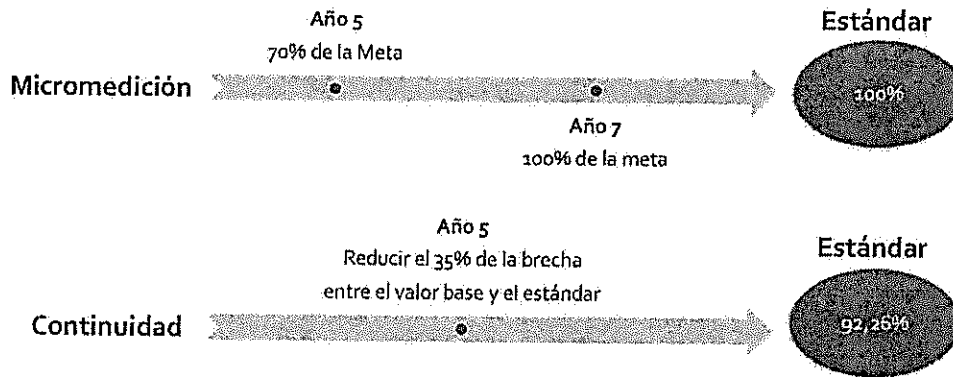 Año 5
70% de la Meta
Estándar
Micromedición
100%
Año 7
100% de la meta
Año 5
Reducir el 35% de la brecha
entre el valor base y el estándar
Estándar
Continuidad
92,26%